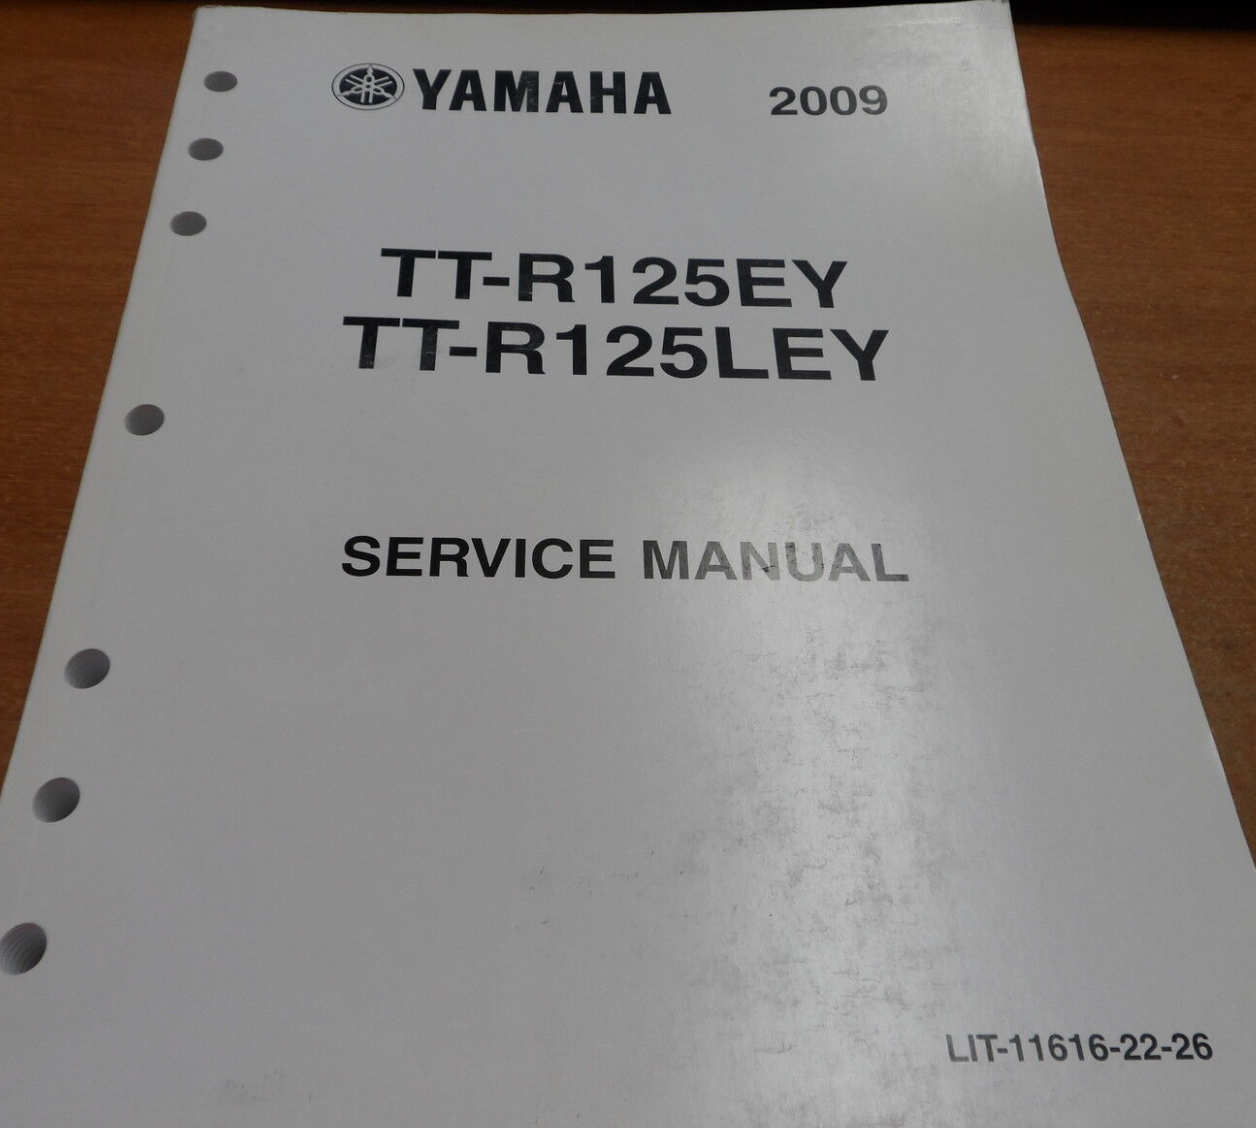 YAMAHA 2009
TT-R125EY
TT-R125LEY
SERVICE MANUAL
LIT-11616-22-26